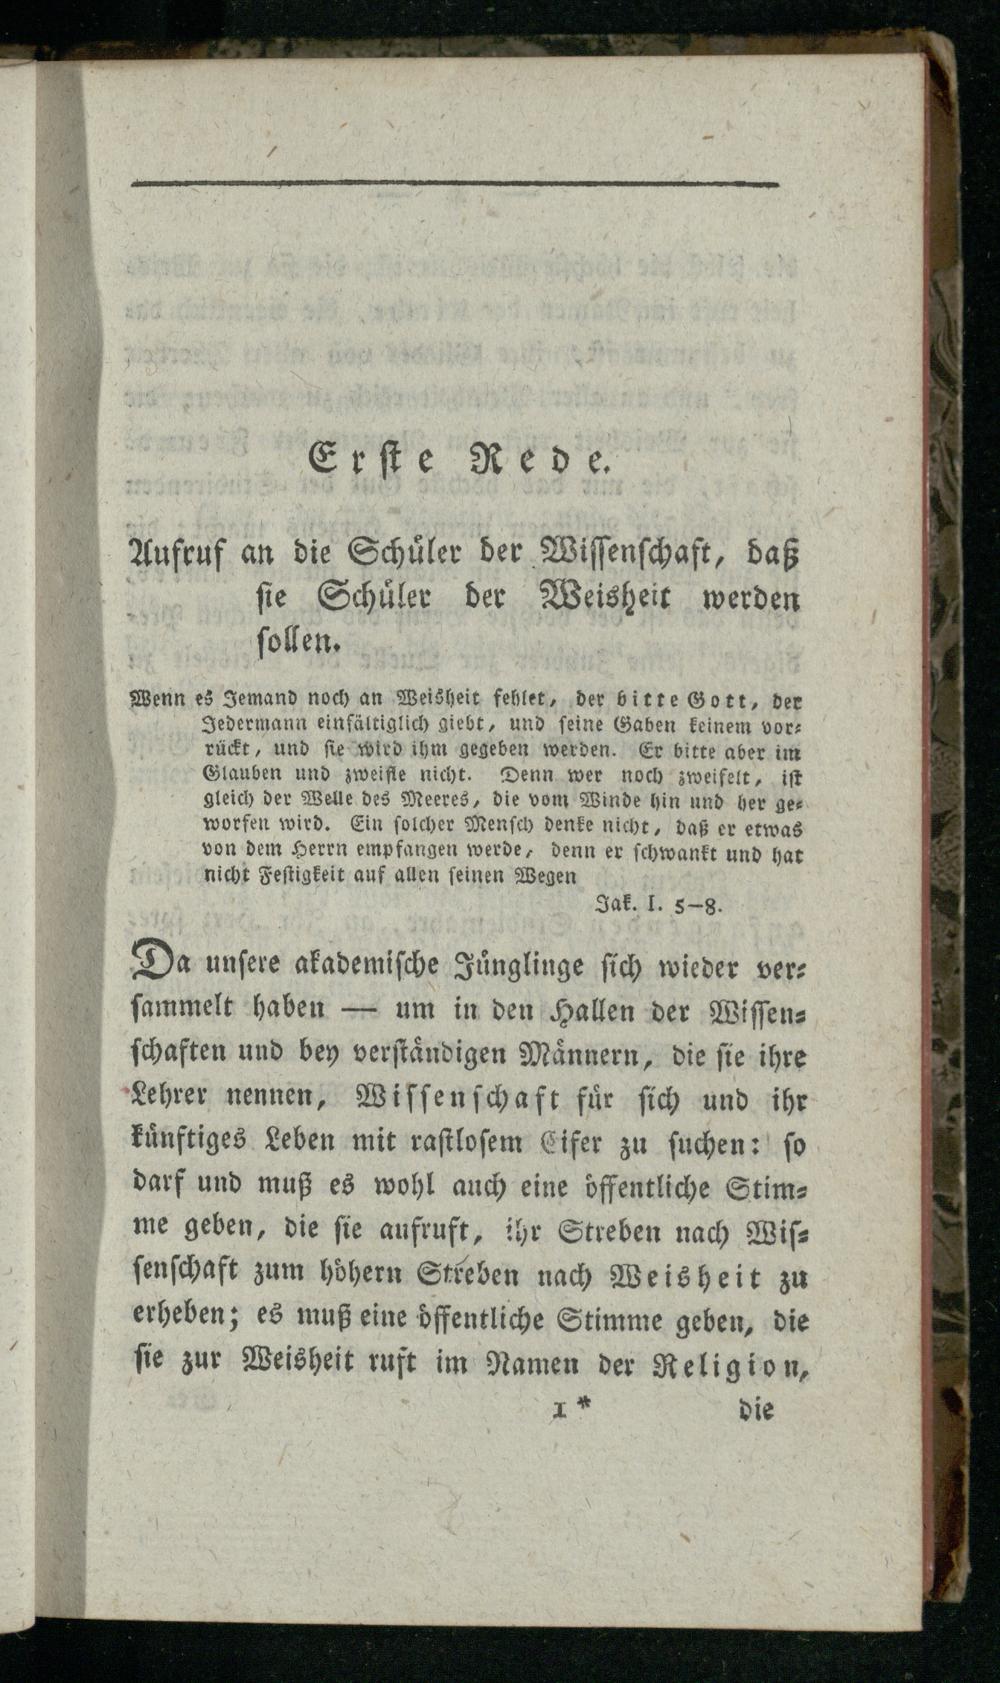 Erste Rede.
Aufruf an die Schüler der Wissenschaft, daß
sie Schüler der Weisheit werden
sollen.
Wenn es Jemand noch an Weisheit fehlet, der bitte Gott, der
Jedermann einfältiglich giebt, und seine Gaben keinem vor-
rückt, und sie wird ihm gegeben werden. Er bitte aber im
Glauben und zweifle nicht. Denn wer noch zweifelt, ist
gleich der Welle des Meeres, die vom Winde hin und her ge-
worfen wird. Ein solcher Mensch denke nicht, daß er etwas
von dem Herrn empfangen werde, denn er schwankt und hat
nicht Festigkeit auf allen seinen Wegen
Jak. I. 5–8.
Da unsere akademische Jünglinge sich wieder ver-
sammelt haben — um in den Hallen der Wissen-
schaften und bey verständigen Männern, die sie ihre
Lehrer nennen, Wissenschaft für sich und ihr
künftiges Leben mit rastlosem Eifer zu suchen: so
darf und muß es wohl auch eine öffentliche Stim-
me geben, die sie aufruft, ihr Streben nach Wis-
senschaft zum höhern Streben nach Weisheit zu
erheben; es muß eine öffentliche Stimme geben, die
sie zur Weisheit ruft im Namen der Religion,
1 * die